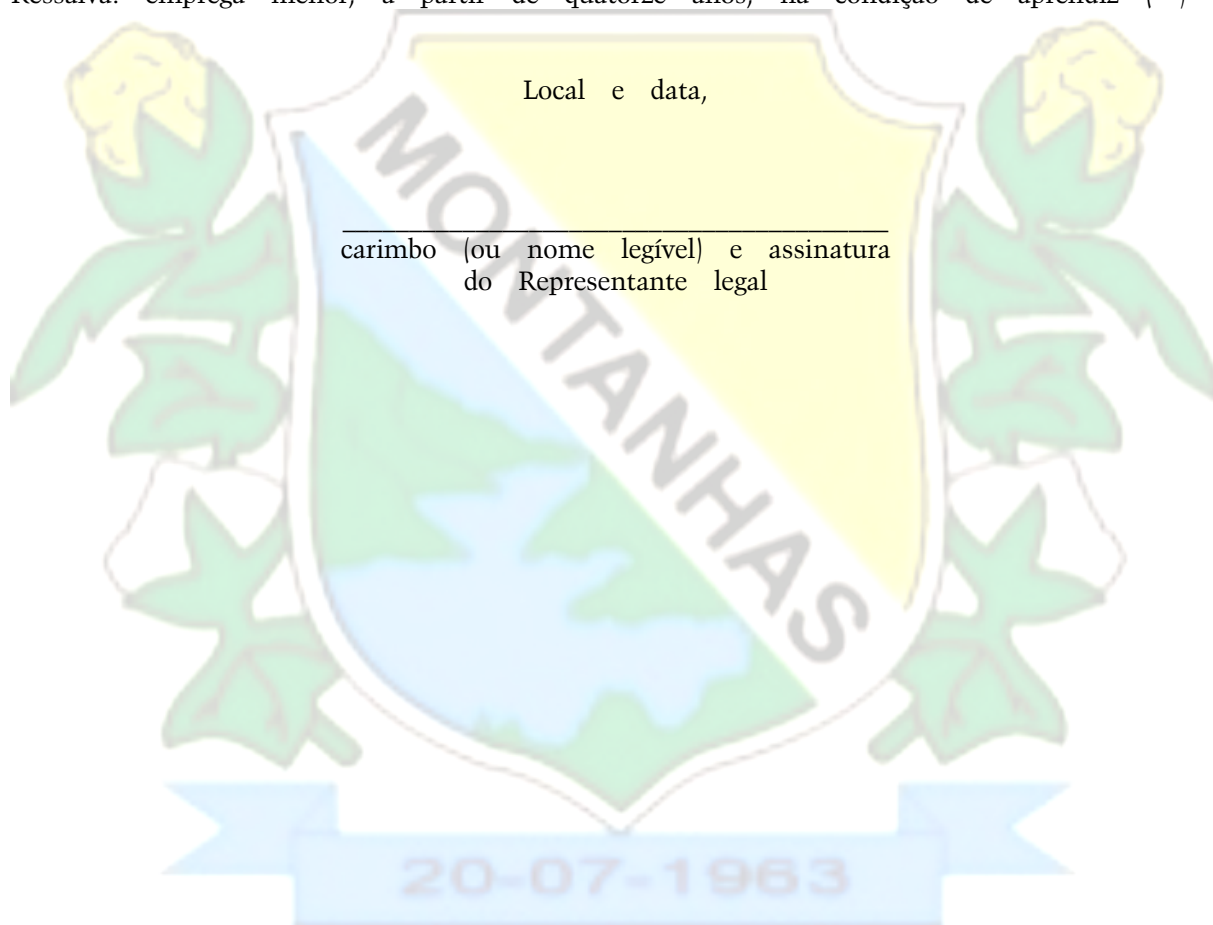 Ressalva: emprega menor, a partir de quatorze anos, na condição de aprendiz ( )
Local e data,
carimbo (ou nome legível) e assinatura
do Representante legal
MONTANHAS
20-07-1963